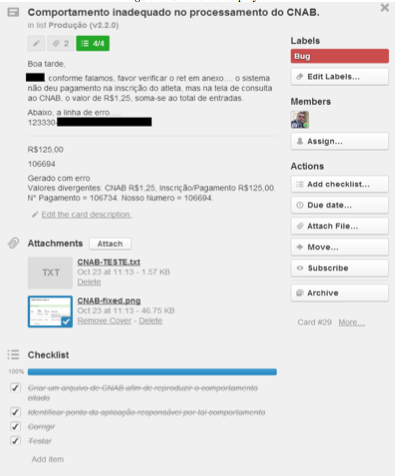 Comportamento inadequado no processamento do CNAB.
in list Produção (v2.2.0)
2
4/4
Boa tarde,
conforme falamos, favor verificar o ret em anexo.... o sistema
não deu pagamento na inscrição do atleta, mas na tela de consulta
ao CNAB, o valor de R$1,25, soma-se ao total de entradas.
Abaixo, a linha de erro....
123330
R$125,00
106694
Gerado com erro
Valores divergentes: CNAB R$1,25, Inscrição/Pagamento R$125,00.
N° Pagamento = 106734. Nosso Numero = 106694.
Edit the card description.
Attachments
Attach
TXT
CNAB-TESTE.txt
Oct 23 at 11:13 - 1.57 KB
Delete
CNAB-fixed.png
Oct 23 at 11:13 - 46.75 KB
Remove Cover - Delete
Checklist
100%
Criar um arquivo de CNAB afim de reproduzir o comportamento
citado
Identificar ponto da aplicação responsável por tal comportamento
Corrigir
Testar
Add item
Labels
Bug
Edit Labels...
Members
Assign...
Actions
Add checklist...
Due date...
Attach File...
Move...
Subscribe
Archive
Card #29 More...